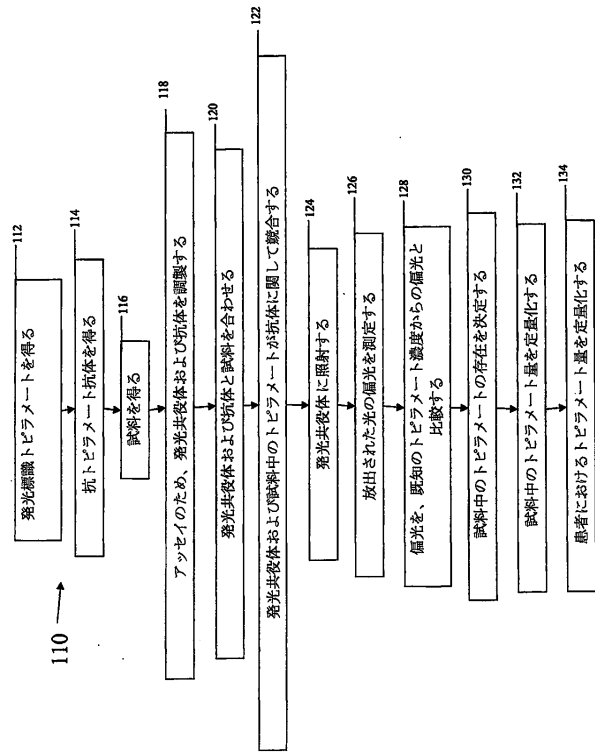 110
112
発光標識トピラメートを得る
114
抗トピラメート抗体を得る
116
試料を得る
118
アッセイのため、発光共役体および抗体を調製する
120
発光共役体および抗体と試料を合わせる
122
発光共役体および試料中のトピラメートが抗体に関して競合する
124
発光共役体に照射する
126
放出された光の偏光を測定する
128
偏光を、既知のトピラメート濃度からの偏光と
比較する
130
試料中のトピラメートの存在を決定する
132
試料中のトピラメート量を定量化する
134
患者におけるトピラメート量を定量化する